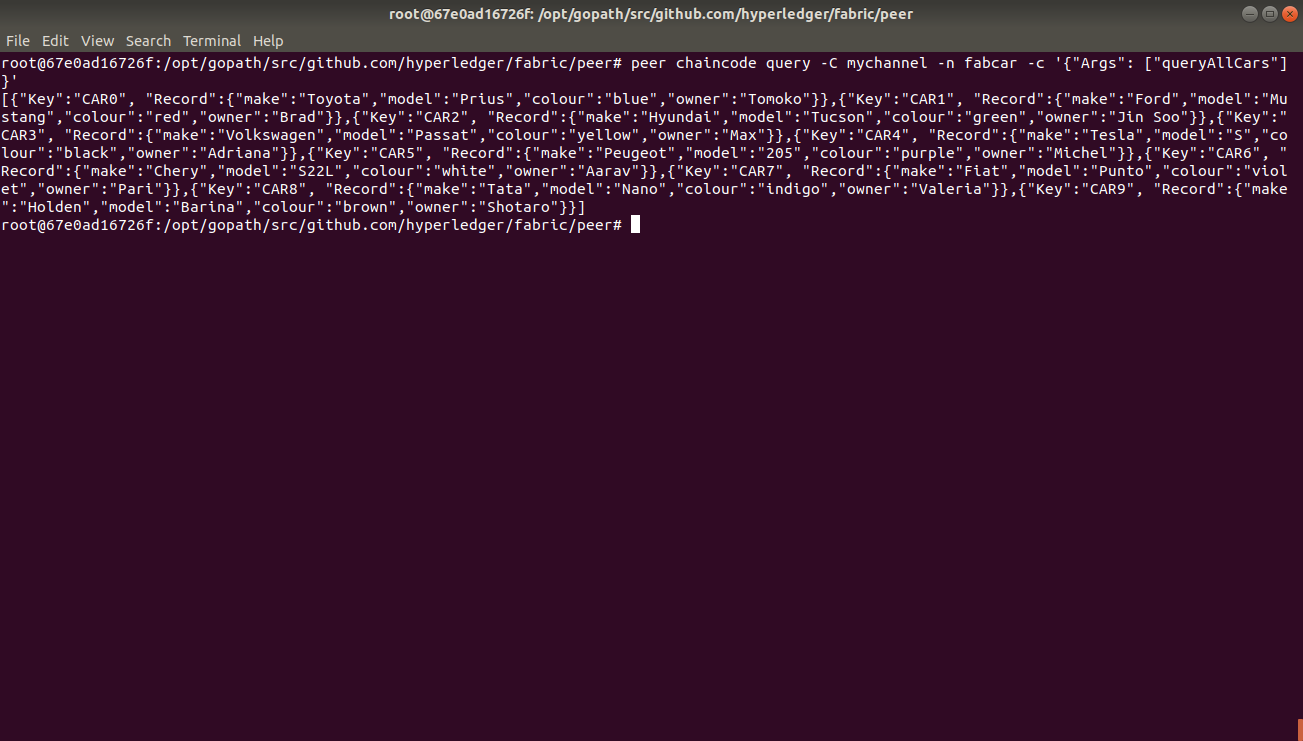 root@67e0ad16726f: /opt/gopath/src/github.com/hyperledger/fabric/peer
File Edit View Search Terminal Help
root@67e0ad16726f:/opt/gopath/src/github.com/hyperledger/fabric/peer# peer chaincode query -C mychannel -n fabcar -c '{"Args": ["queryAllCars"]
}'
[{"Key":"CAR0", "Record":{"make":"Toyota","model":"Prius","colour":"blue","owner":"Tomoko"}},{"Key":"CAR1", "Record":{"make":"Ford","model":"Mu
stang","colour":"red","owner":"Brad"}},{"Key":"CAR2", "Record":{"make":"Hyundai","model":"Tucson","colour":"green","owner":"Jin Soo"}},{"Key":"
CAR3", "Record":{"make":"Volkswagen","model":"Passat","colour":"yellow","owner":"Max"}},{"Key":"CAR4", "Record":{"make":"Tesla","model":"S","co
lour":"black","owner":"Adriana"}},{"Key":"CAR5", "Record":{"make":"Peugeot","model":"205","colour":"purple","owner":"Michel"}},{"Key":"CAR6", "
Record":{"make":"Chery","model":"S22L","colour":"white","owner":"Aarav"}},{"Key":"CAR7", "Record":{"make":"Fiat","model":"Punto","colour":"viol
et","owner":"Pari"}},{"Key":"CAR8", "Record":{"make":"Tata","model":"Nano","colour":"indigo","owner":"Valeria"}},{"Key":"CAR9", "Record":{"make
":"Holden","model":"Barina","colour":"brown","owner":"Shotaro"}}]
root@67e0ad16726f:/opt/gopath/src/github.com/hyperledger/fabric/peer#